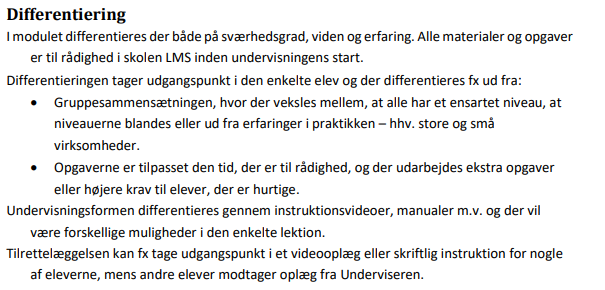 Differentiering
I modulet differentieres der både på sværhedsgrad, viden og erfaring. Alle materialer og opgaver
er til rådighed i skolen LMS inden undervisningens start.
Differentieringen tager udgangspunkt i den enkelte elev og der differentieres fx ud fra:
• Gruppesammensætningen, hvor der veksles mellem, at alle har et ensartet niveau, at
niveauerne blandes eller ud fra erfaringer i praktikken – hhv. store og små
virksomheder.
• Opgaverne er tilpasset den tid, der er til rådighed, og der udarbejdes ekstra opgaver
eller højere krav til elever, der er hurtige.
Undervisningsformen differentieres gennem instruktionsvideoer, manualer m.v. og der vil
være forskellige muligheder i den enkelte lektion.
Tilrettelæggelsen kan fx tage udgangspunkt i et videooplæg eller skriftlig instruktion for nogle
af eleverne, mens andre elever modtager oplæg fra Underviseren.